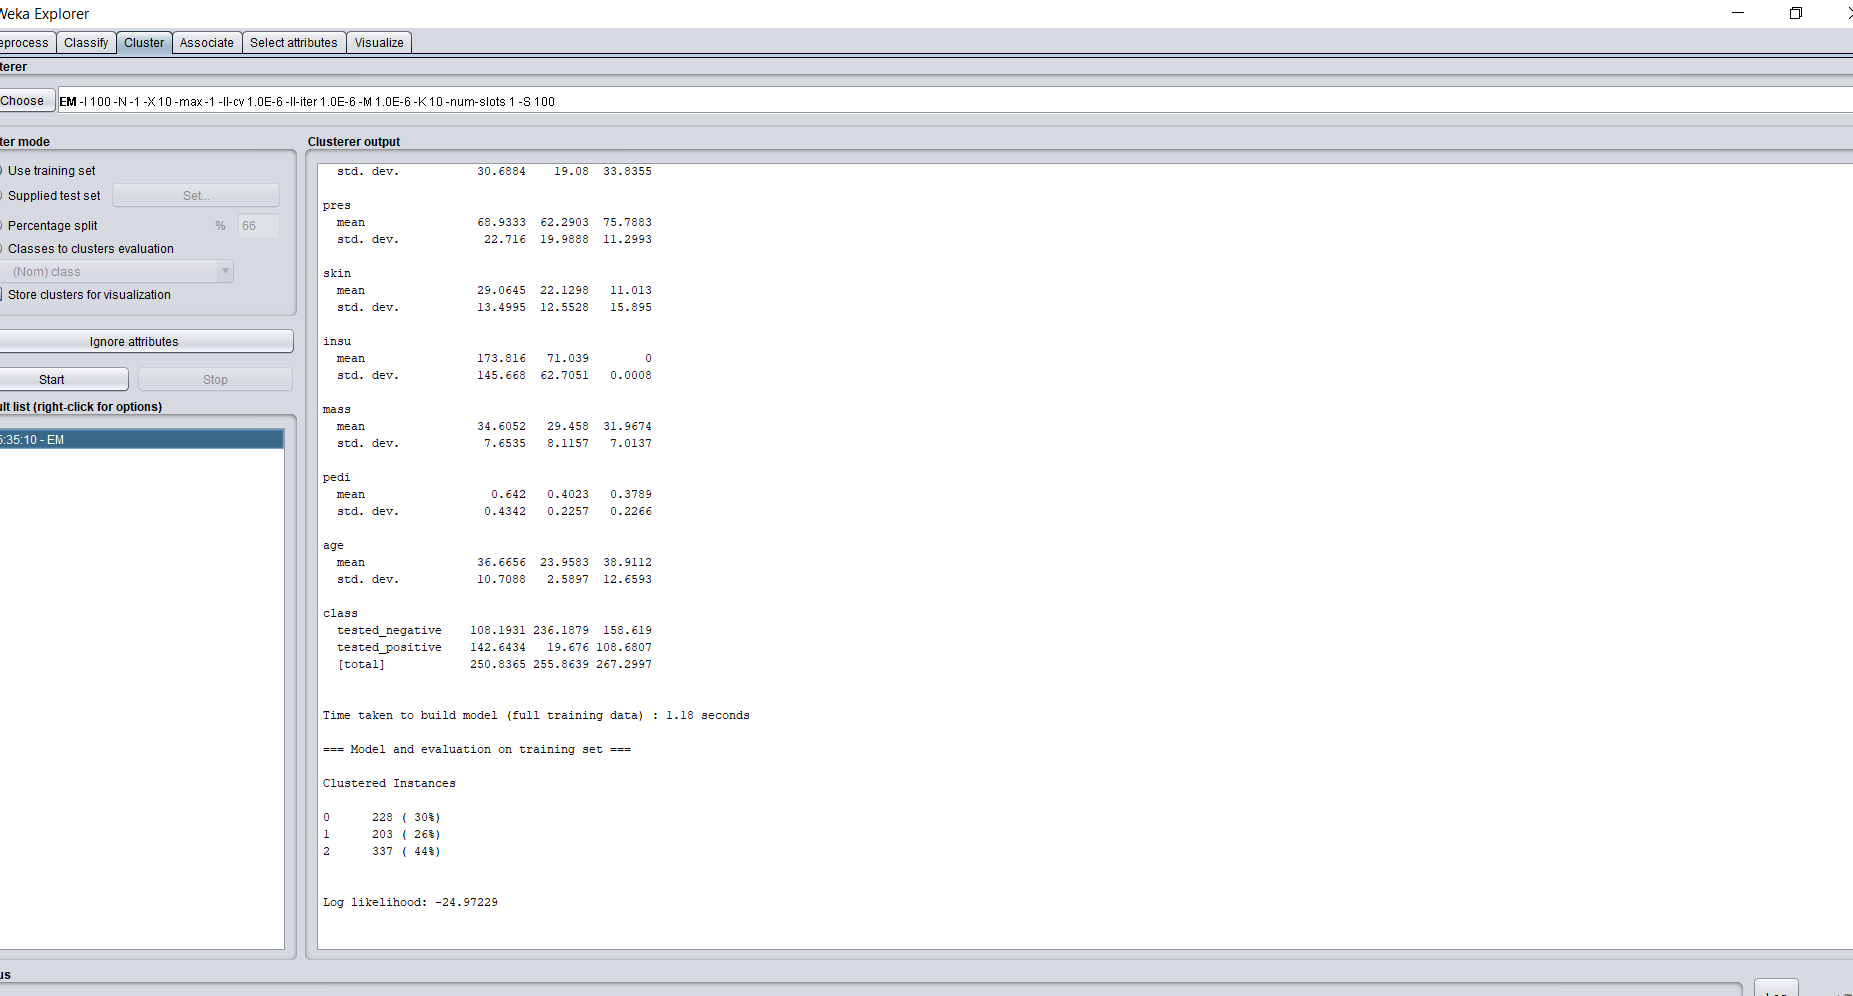 Weka Explorer
eprocess Classify Cluster Associate Select attributes Visualize
terer
Choose EM -I 100 -N -1 -X 10 -max -1 -ll-cv 1.0E-6 -ll-iter 1.0E-6 -M 1.0E-6 -K 10 -num-slots 1 -S 100
ter mode
Use training set
Supplied test set Set...
Percentage split % 66
Classes to clusters evaluation
(Nom) class
Store clusters for visualization
Ignore attributes
Start Stop
ult list (right-click for options)
5:35:10 - EM
Clusterer output
std. dev. 30.6884 19.08 33.8355
pres
mean 68.9333 62.2903 75.7883
std. dev. 22.716 19.9888 11.2993
skin
mean 29.0645 22.1298 11.013
std. dev. 13.4995 12.5528 15.895
insu
mean 173.816 71.039 0
std. dev. 145.668 62.7051 0.0008
mass
mean 34.6052 29.458 31.9674
std. dev. 7.6535 8.1157 7.0137
pedi
mean 0.642 0.4023 0.3789
std. dev. 0.4342 0.2257 0.2266
age
mean 36.6656 23.9583 38.9112
std. dev. 10.7088 2.5897 12.6593
class
tested_negative 108.1931 236.1879 158.619
tested_positive 142.6434 19.676 108.6807
[total] 250.8365 255.8639 267.2997
Time taken to build model (full training data) : 1.18 seconds
=== Model and evaluation on training set ===
Clustered Instances
0 228 ( 30%)
1 203 ( 26%)
2 337 ( 44%)
Log likelihood: -24.97229
us